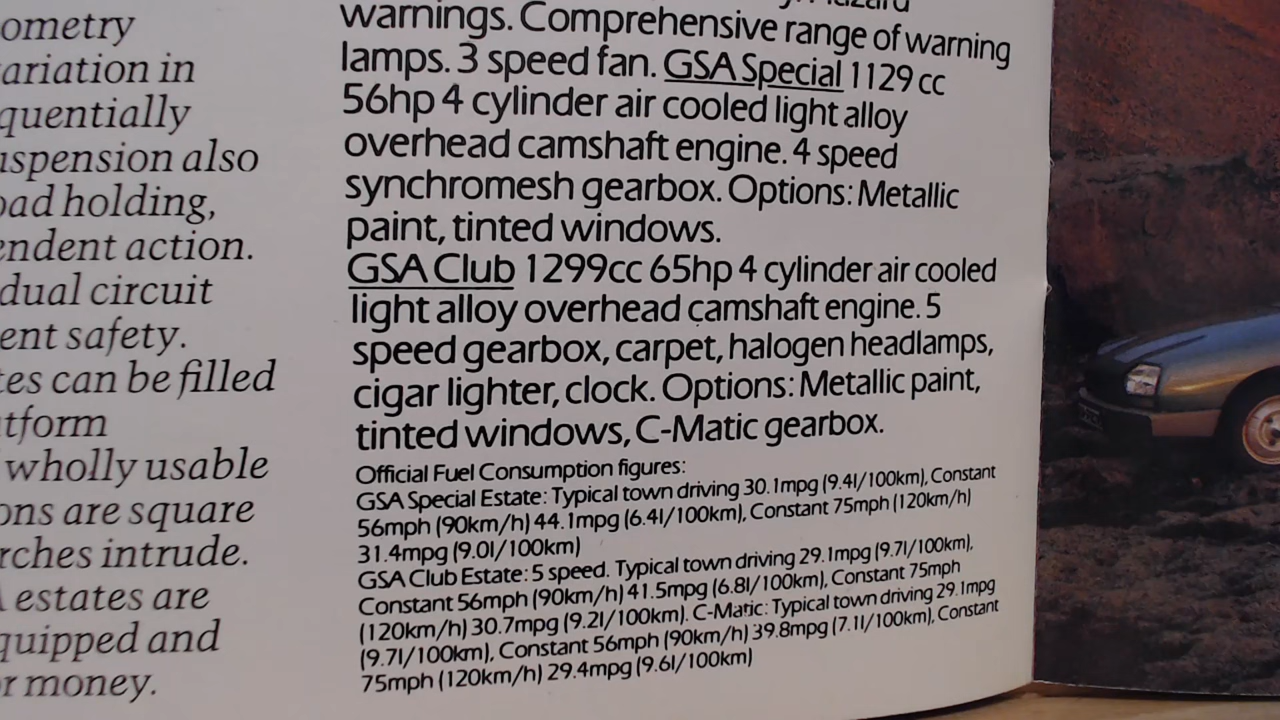 ometry
ariation in
quentially
uspension also
oad holding,
endent action.
dual circuit
ent safety.
tes can be filled
tform
wholly usable
ons are square
rches intrude.
estates are
quipped and
r money.
warnings. Comprehensive range of warning
lamps. 3 speed fan. GSA Special 1129 cc
56hp 4 cylinder air cooled light alloy
overhead camshaft engine. 4 speed
synchromesh gearbox. Options: Metallic
paint, tinted windows.
GSA Club 1299cc 65hp 4 cylinder air cooled
light alloy overhead camshaft engine. 5
speed gearbox, carpet, halogen headlamps,
cigar lighter, clock. Options: Metallic paint,
tinted windows, C-Matic gearbox.
Official Fuel Consumption figures:
GSA Special Estate: Typical town driving 30.1mpg (9.4l/100km), Constant
56mph (90km/h) 44.1mpg (6.4l/100km), Constant 75mph (120km/h)
31.4mpg (9.0l/100km)
GSA Club Estate: 5 speed. Typical town driving 29.1mpg (9.7l/100km),
Constant 56mph (90km/h) 41.5mpg (6.8l/100km), Constant 75mph
(120km/h) 30.7mpg (9.2l/100km). C-Matic: Typical town driving 29.1mpg
(9.7l/100km), Constant 56mph (90km/h) 39.8mpg (7.1l/100km), Constant
75mph (120km/h) 29.4mpg (9.6l/100km)